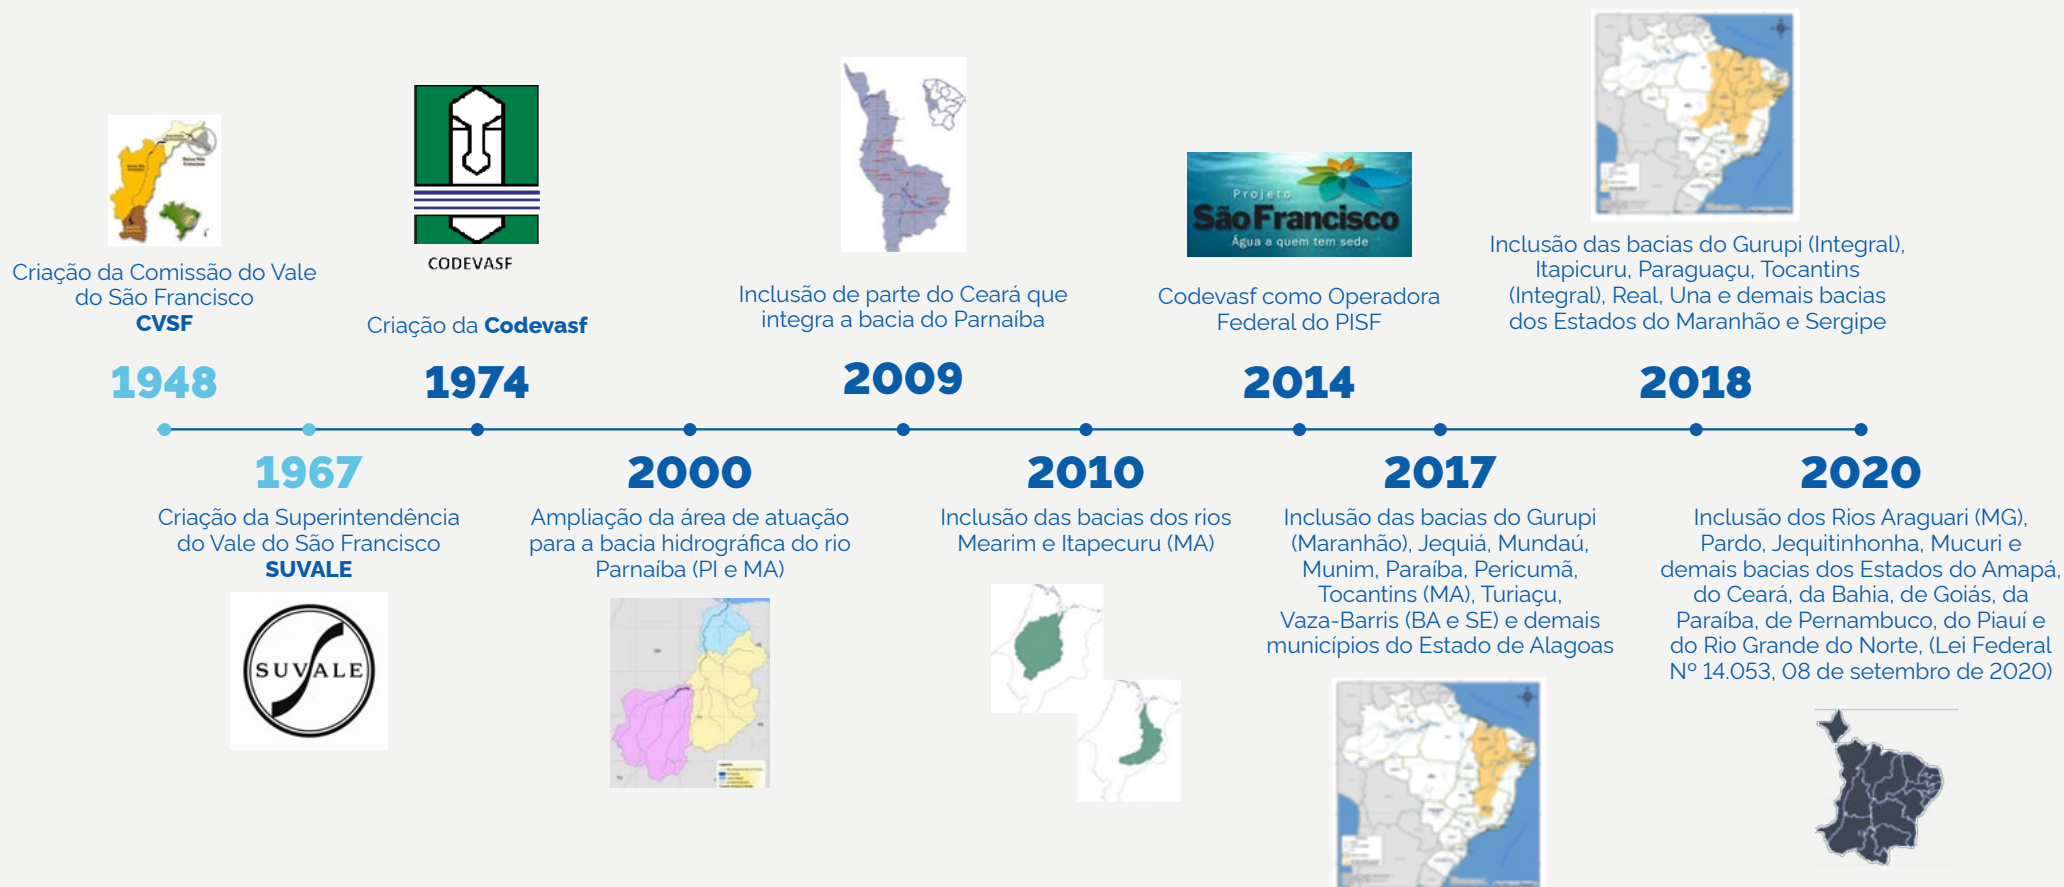 Criação da Comissão do Vale
do São Francisco
CVSF
1948
CODEVASF
Criação da Codevasf
1974
Inclusão de parte do Ceará que
integra a bacia do Parnaíba
2009
Projeto
São Francisco
Água a quem tem sede
Codevasf como Operadora
Federal do PISF
2014
Inclusão das bacias do Gurupi (Integral),
Itapicuru, Paraguaçu, Tocantins
(Integral), Real, Una e demais bacias
dos Estados do Maranhão e Sergipe
2018
1967
Criação da Superintendência
do Vale do São Francisco
SUVALE
SUVALE
2000
Ampliação da área de atuação
para a bacia hidrográfica do rio
Parnaíba (PI e MA)
2010
Inclusão das bacias dos rios
Mearim e Itapecuru (MA)
2017
Inclusão das bacias do Gurupi
(Maranhão), Jequiá, Mundaú,
Munim, Paraíba, Pericumã,
Tocantins (MA), Turiaçu,
Vaza-Barris (BA e SE) e demais
municípios do Estado de Alagoas
2020
Inclusão dos Rios Araguari (MG),
Pardo, Jequitinhonha, Mucuri e
demais bacias dos Estados do Amapá,
do Ceará, da Bahia, de Goiás, da
Paraíba, de Pernambuco, do Piauí e
do Rio Grande do Norte, (Lei Federal
Nº 14.053, 08 de setembro de 2020)